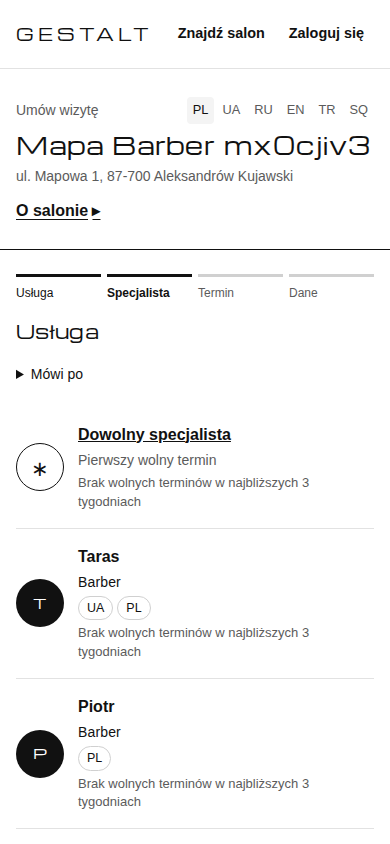 GESTALT Znajdź salon Zaloguj się
Umów wizytę PL UA RU EN TR SQ
Mapa Barber mx0cjiv3
ul. Mapowa 1, 87-700 Aleksandrów Kujawski
O salonie ▸
Usługa Specjalista Termin Dane
Usługa
▸ Mówi po
Dowolny specjalista
Pierwszy wolny termin
Brak wolnych terminów w najbliższych 3
tygodniach
Taras
T
Barber
UA PL
Brak wolnych terminów w najbliższych 3
tygodniach
Piotr
P
Barber
PL
Brak wolnych terminów w najbliższych 3
tygodniach